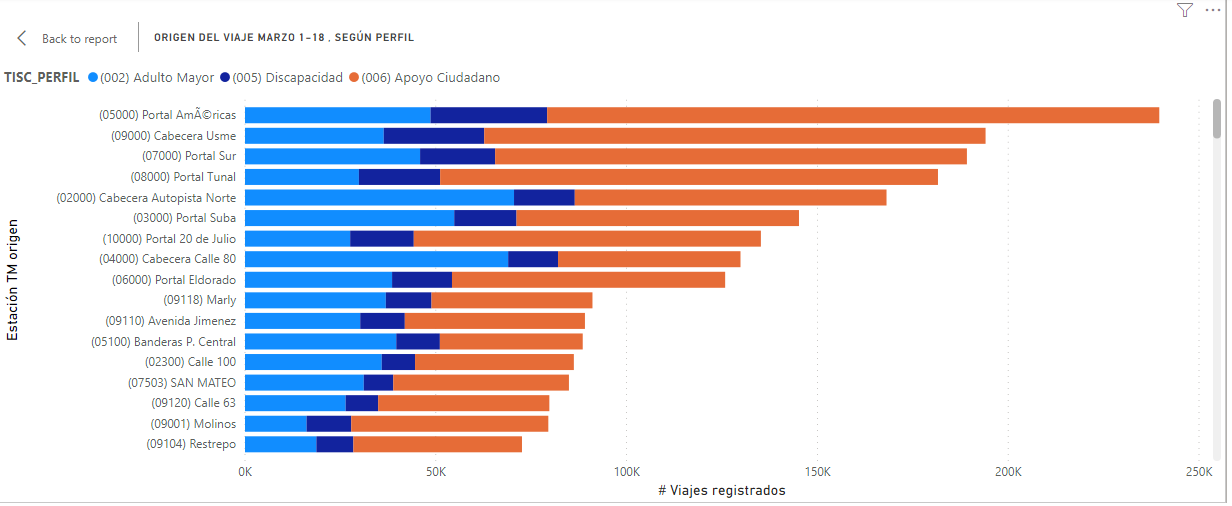 Back to report
ORIGEN DEL VIAJE MARZO 1-18 , SEGÚN PERFIL
TISC_PERFIL (002) Adulto Mayor (005) Discapacidad (006) Apoyo Ciudadano
Estación TM origen
(05000) Portal AmÃ©ricas
(09000) Cabecera Usme
(07000) Portal Sur
(08000) Portal Tunal
(02000) Cabecera Autopista Norte
(03000) Portal Suba
(10000) Portal 20 de Julio
(04000) Cabecera Calle 80
(06000) Portal Eldorado
(09118) Marly
(09110) Avenida Jimenez
(05100) Banderas P. Central
(02300) Calle 100
(07503) SAN MATEO
(09120) Calle 63
(09001) Molinos
(09104) Restrepo
0K 50K 100K 150K 200K 250K
# Viajes registrados